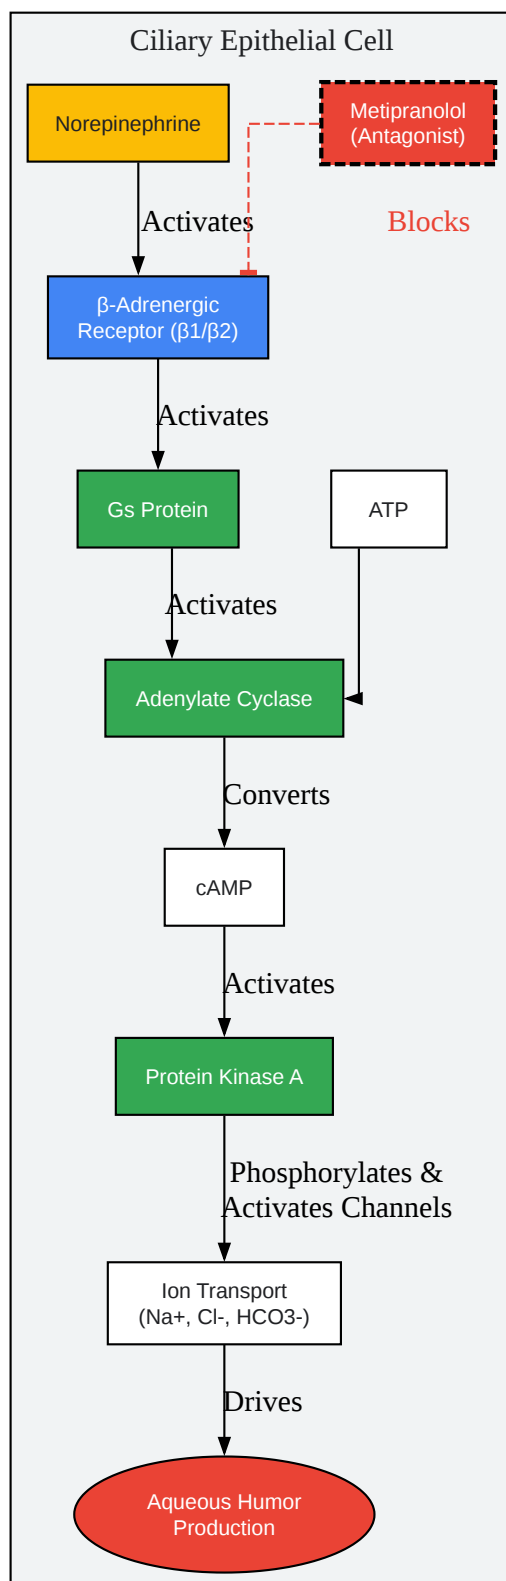 Ciliary Epithelial Cell
Norepinephrine
Metipranolol
(Antagonist)
Activates
Blocks
β-Adrenergic
Receptor (β1/β2)
Activates
Gs Protein
ATP
Activates
Adenylate Cyclase
Converts
cAMP
Activates
Protein Kinase A
Phosphorylates &
Activates Channels
Ion Transport
(Na+, Cl-, HCO3-)
Drives
Aqueous Humor
Production